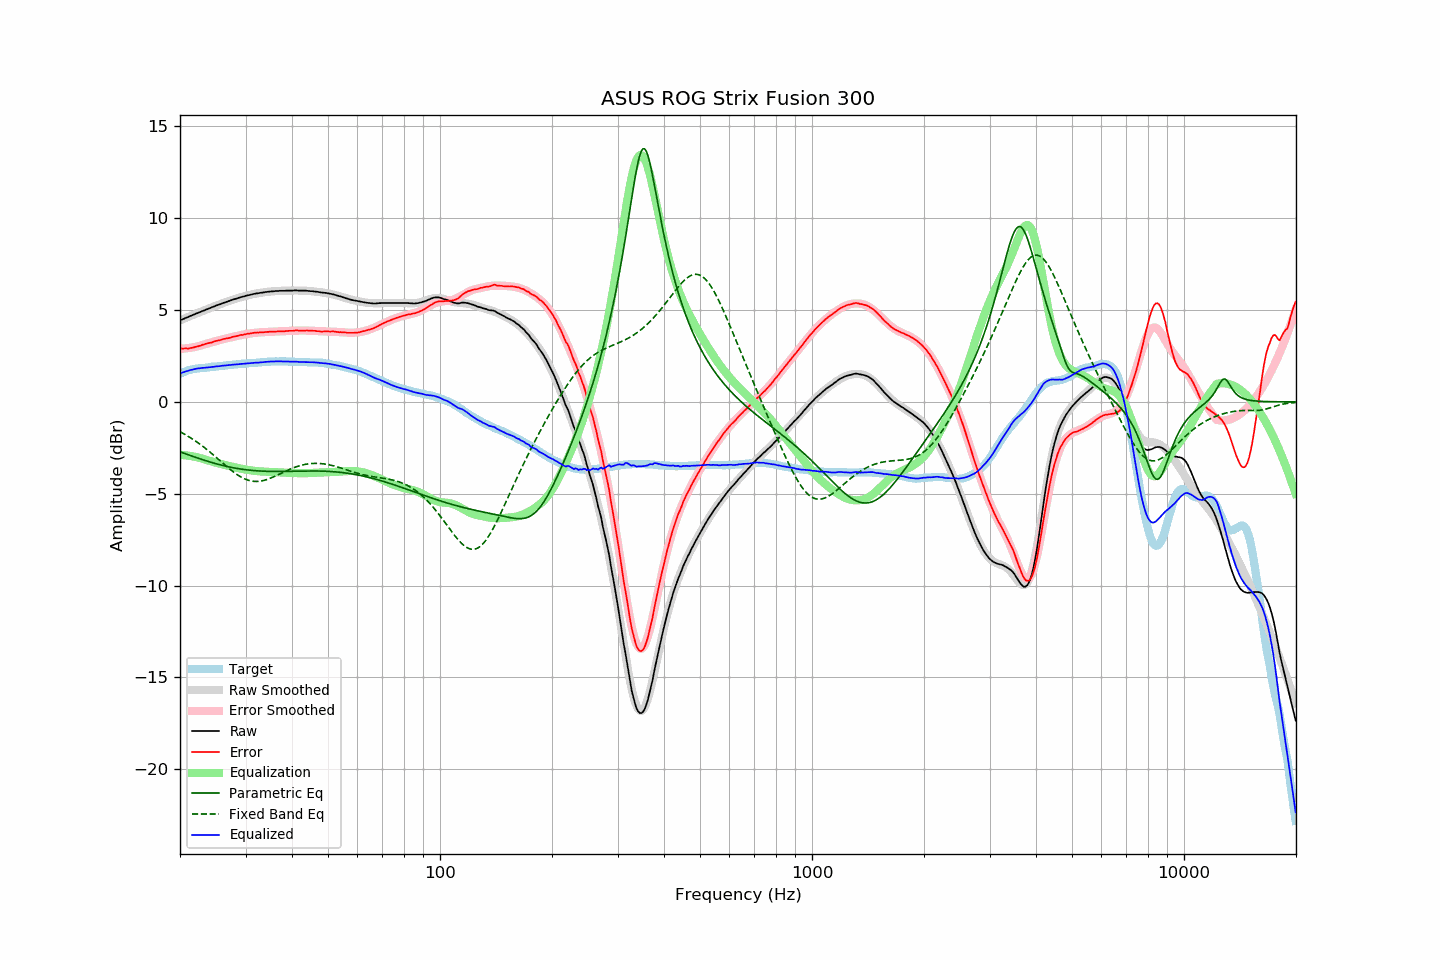 ASUS ROG Strix Fusion 300
15
10
5
0
−5
−10
−15
−20
Amplitude (dBr)
100
1000
10000
Frequency (Hz)
Target
Raw Smoothed
Error Smoothed
Raw
Error
Equalization
Parametric Eq
Fixed Band Eq
Equalized